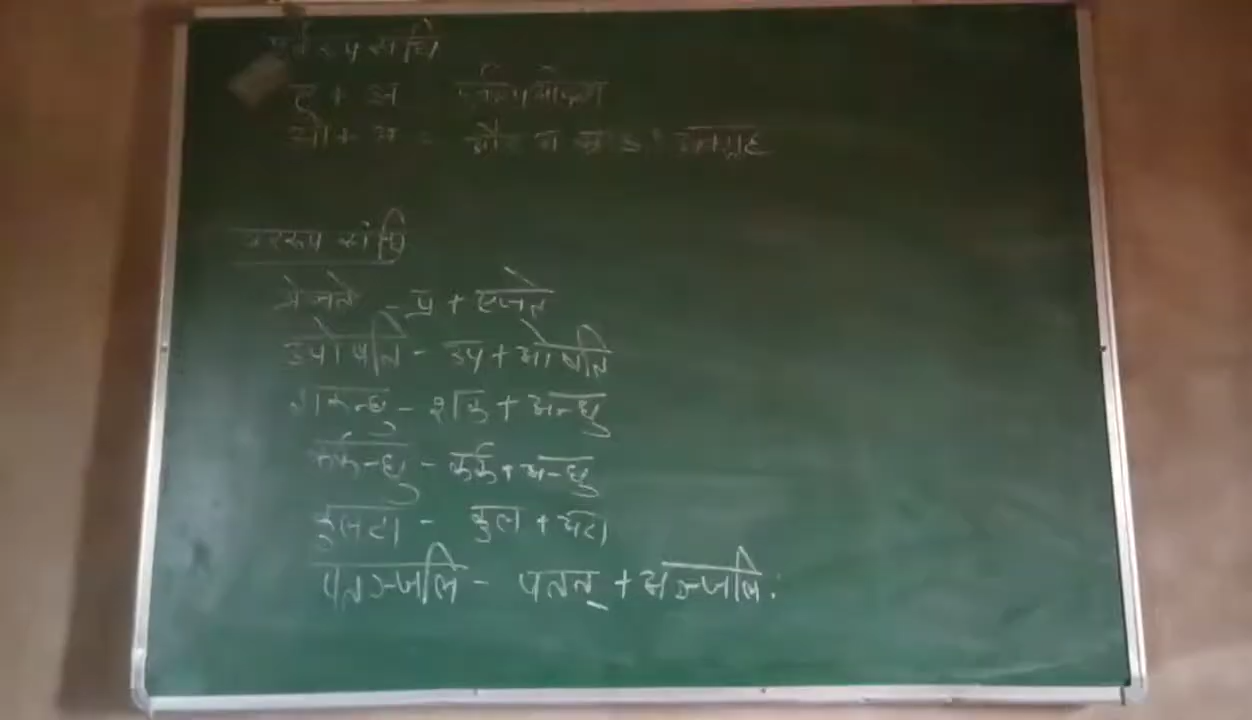 पूर्वरूप संधि
ए + अ
ओ + अ =
पररूप संधि
प्रेजते - प्र + एजते
उपोषति - उप + ओषति
शकन्धु - शक + अन्धु
कर्कन्धु - कर्क + अन्धु
कुलटा - कुल + अटा
पतञ्जलि - पतत् + अञ्जलि: